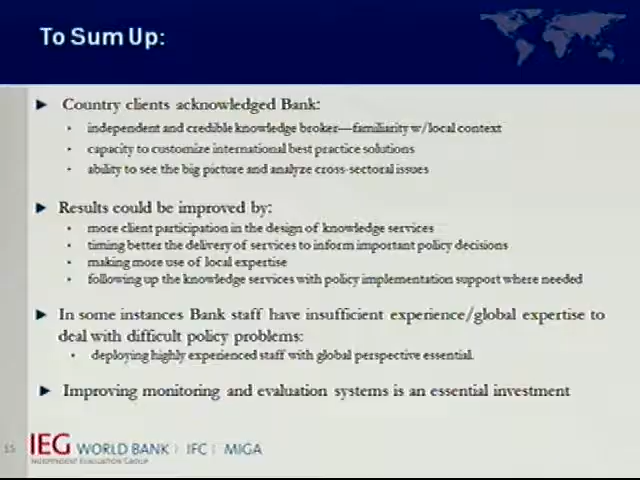 To Sum Up:
► Country clients acknowledged Bank:
• independent and credible knowledge broker—familiarity w/local context
• capacity to customize international best practice solutions
• ability to see the big picture and analyze cross-sectoral issues
► Results could be improved by:
• more client participation in the design of knowledge services
• timing better the delivery of services to inform important policy decisions
• making more use of local expertise
• following up the knowledge services with policy implementation support where needed
► In some instances Bank staff have insufficient experience/global expertise to
deal with difficult policy problems:
• deploying highly experienced staff with global perspective essential.
► Improving monitoring and evaluation systems is an essential investment
15 IEG WORLD BANK | IFC | MIGA
INDEPENDENT EVALUATION GROUP